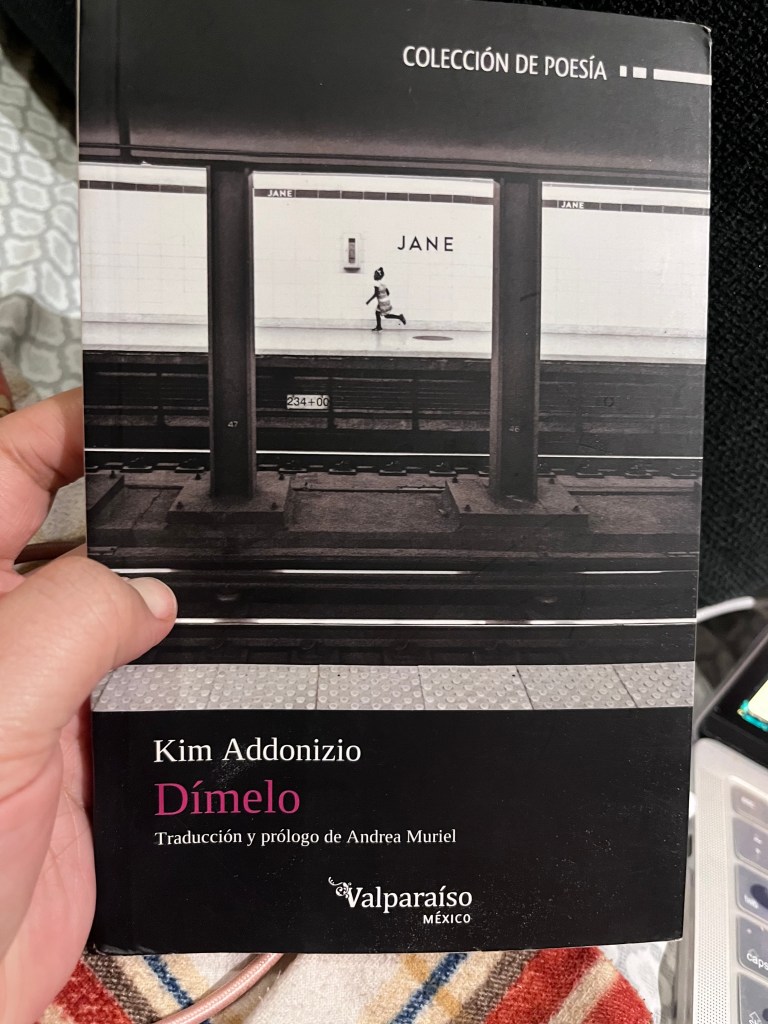 COLECCIÓN DE POESÍA
JANE
JANE
JANE
234+00
47
46
Kim Addonizio
Dímelo
Traducción y prólogo de Andrea Muriel
Valparaíso
MÉXICO
caps